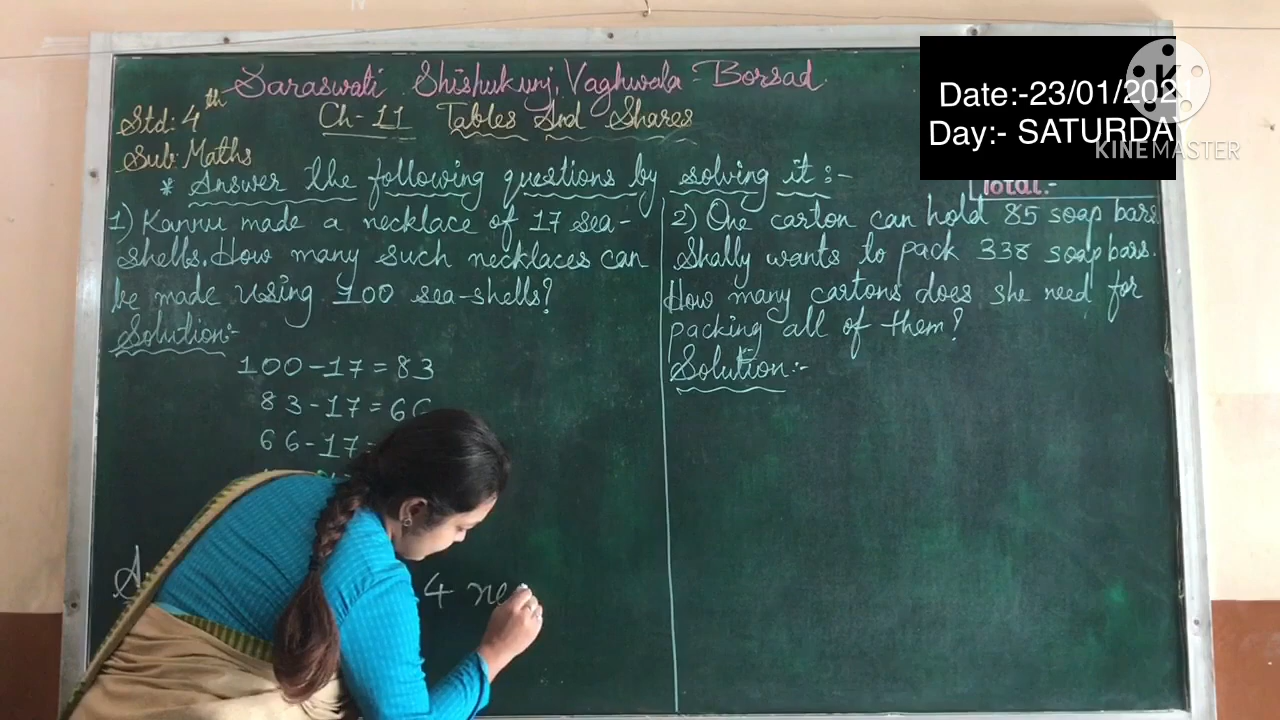 Saraswati Shishukunj, Vaghwala - Borsad
Std: 4th
Ch-11 Tables And Shares
Sub: Maths
* Answer the following questions by solving it :-
Total:-
1) Kannu made a necklace of 17 sea-
shells. How many such necklaces can
be made using 100 sea-shells?
Solution:-
100 - 17 = 83
83 - 17 = 66
66 - 17 =
4 ne
2) One carton can hold 85 soap bars.
Shally wants to pack 338 soap bars.
How many cartons does she need for
packing all of them?
Solution:-
Date:-23/01/202
Day:- SATURDAY
KINEMASTER